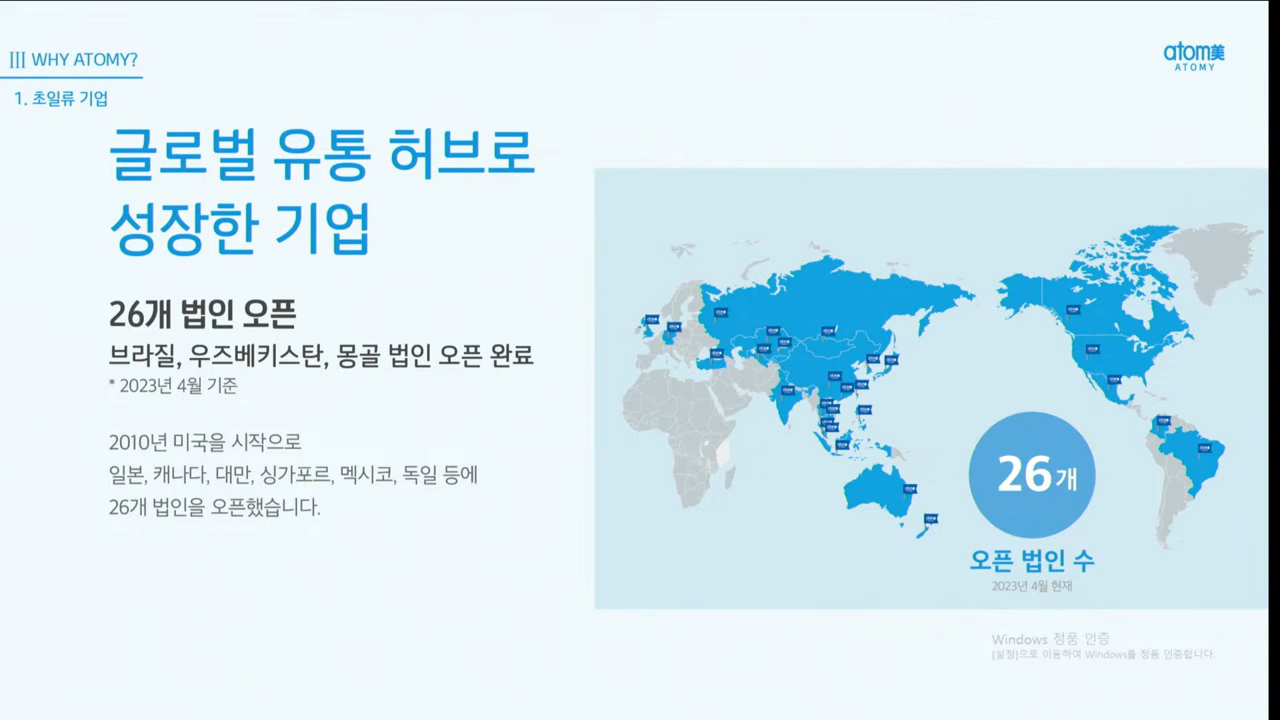 Ⅲ WHY ATOMY?
1. 초일류 기업
atom美
ATOMY
글로벌 유통 허브로
성장한 기업
26개 법인 오픈
브라질, 우즈베키스탄, 몽골 법인 오픈 완료
* 2023년 4월 기준
2010년 미국을 시작으로
일본, 캐나다, 대만, 싱가포르, 멕시코, 독일 등에
26개 법인을 오픈했습니다.
26개
오픈 법인 수
2023년 4월 현재
Windows 정품 인증
[설정]으로 이동하여 Windows를 정품 인증합니다.